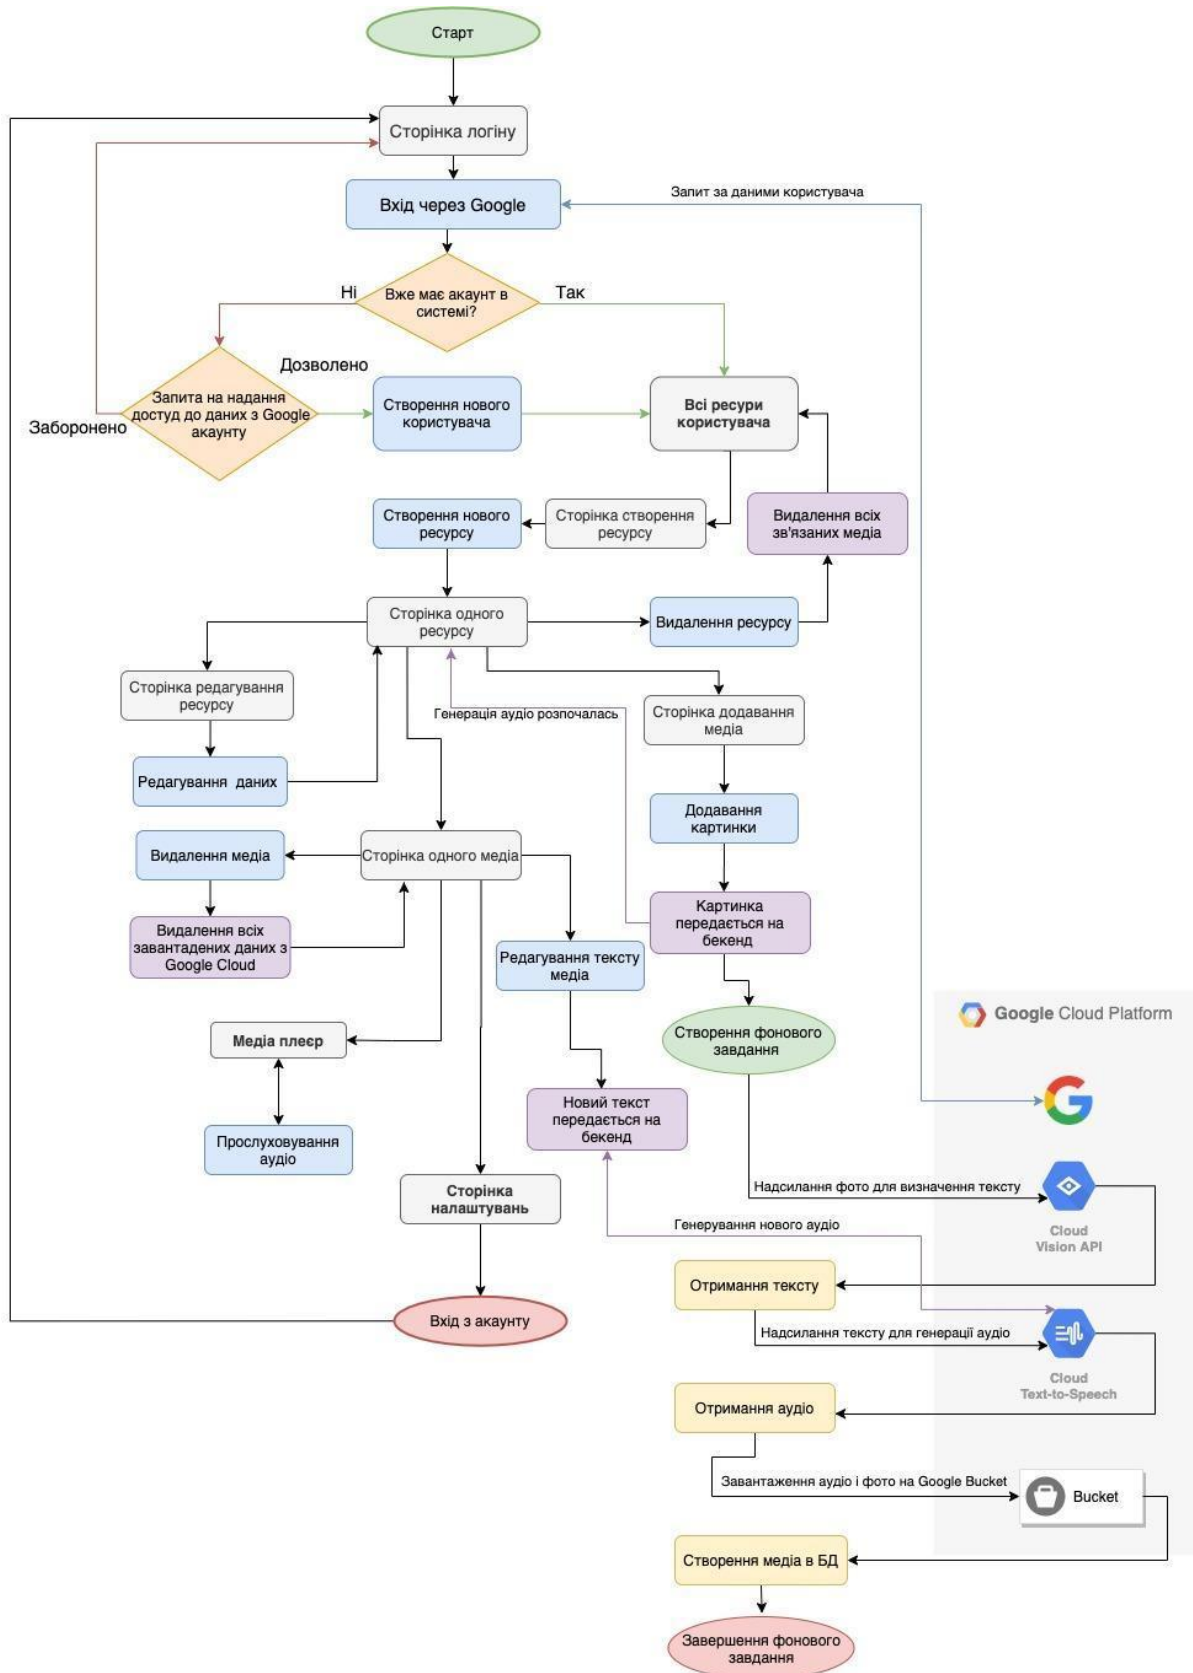 Старт
Сторінка логіну
Вхід через Google
Запит за даними користувача
Вже має акаунт в
системі?
Ні
Так
Запита на надання
достуд до даних з Google
акаунту
Дозволено
Заборонено
Створення нового
користувача
Всі ресури
користувача
Створення нового
ресурсу
Сторінка створення
ресурсу
Видалення всіх
зв'язаних медіа
Сторінка одного
ресурсу
Видалення ресурсу
Сторінка редагування
ресурсу
Генерація аудіо розпочалась
Сторінка додавання
медіа
Редагування даних
Додавання
картинки
Видалення медіа
Сторінка одного медіа
Видалення всіх
завантадених даних з
Google Cloud
Картинка
передається на
бекенд
Редагування тексту
медіа
Створення фонового
завдання
Google Cloud Platform
Медіа плеєр
Прослуховування
аудіо
Новий текст
передається на
бекенд
Надсилання фото для визначення тексту
Cloud
Vision API
Сторінка
налаштувань
Генерування нового аудіо
Отримання тексту
Вхід з акаунту
Надсилання тексту для генерації аудіо
Cloud
Text-to-Speech
Отримання аудіо
Завантаження аудіо і фото на Google Bucket
Bucket
Створення медіа в БД
Завершення фонового
завдання